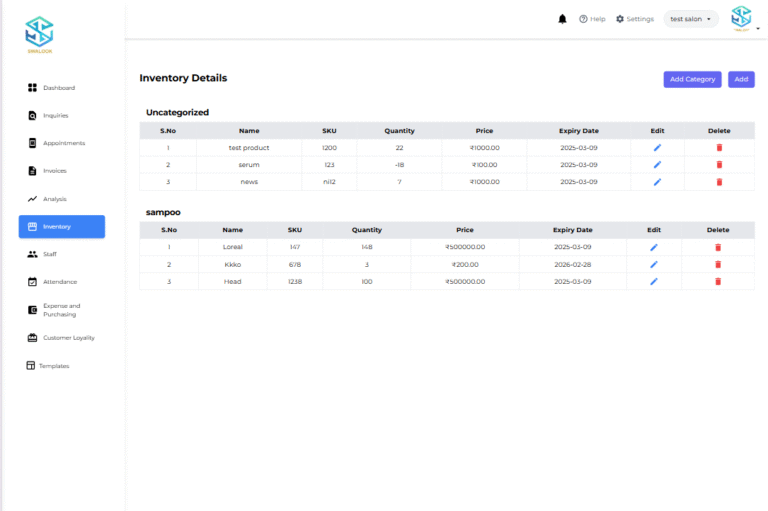 SWALOOK
Help
Settings
test salon
Dashboard
Inquiries
Appointments
Invoices
Analysis
Inventory
Staff
Attendance
Expense and
Purchasing
Customer Loyality
Templates
Inventory Details
Add Category
Add
Uncategorized
S.No Name SKU Quantity Price Expiry Date Edit Delete
1 test product 1200 22 ₹1000.00 2025-03-09
2 serum 123 -18 ₹100.00 2025-03-09
3 news nil2 7 ₹1000.00 2025-03-09
sampoo
S.No Name SKU Quantity Price Expiry Date Edit Delete
1 Loreal 147 148 ₹500000.00 2025-03-09
2 Kkko 678 3 ₹200.00 2026-02-28
3 Head 1238 100 ₹500000.00 2025-03-09